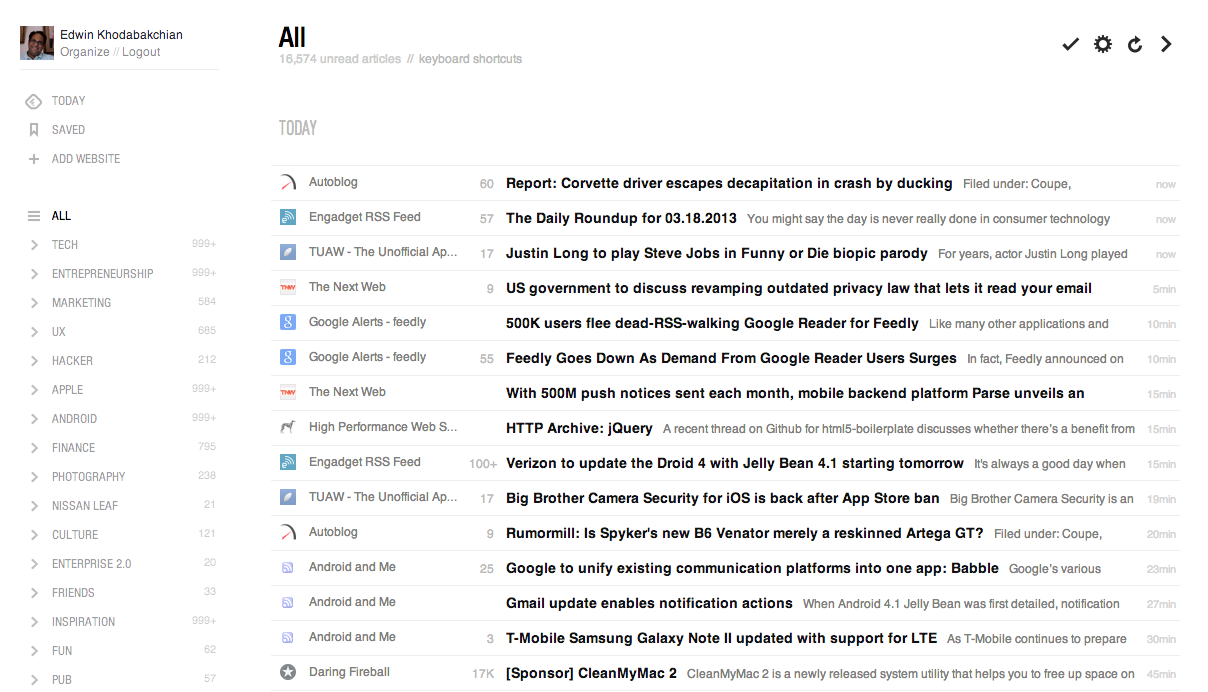 Edwin Khodabakchian
Organize // Logout
TODAY
SAVED
ADD WEBSITE
ALL
TECH 999+
ENTREPRENEURSHIP 999+
MARKETING 584
UX 685
HACKER 212
APPLE 999+
ANDROID 999+
FINANCE 795
PHOTOGRAPHY 238
NISSAN LEAF 21
CULTURE 121
ENTERPRISE 2.0 20
FRIENDS 33
INSPIRATION 999+
FUN 62
PUB 57
All
16,574 unread articles // keyboard shortcuts
TODAY
Autoblog 60 Report: Corvette driver escapes decapitation in crash by ducking Filed under: Coupe, now
Engadget RSS Feed 57 The Daily Roundup for 03.18.2013 You might say the day is never really done in consumer technology now
TUAW - The Unofficial Ap... 17 Justin Long to play Steve Jobs in Funny or Die biopic parody For years, actor Justin Long played now
TNW The Next Web 9 US government to discuss revamping outdated privacy law that lets it read your email 5min
8 Google Alerts - feedly 500K users flee dead-RSS-walking Google Reader for Feedly Like many other applications and 10min
8 Google Alerts - feedly 55 Feedly Goes Down As Demand From Google Reader Users Surges In fact, Feedly announced on 10min
TNW The Next Web With 500M push notices sent each month, mobile backend platform Parse unveils an 15min
High Performance Web S... HTTP Archive: jQuery A recent thread on Github for html5-boilerplate discusses whether there's a benefit from 15min
Engadget RSS Feed 100+ Verizon to update the Droid 4 with Jelly Bean 4.1 starting tomorrow It's always a good day when 15min
TUAW - The Unofficial Ap... 17 Big Brother Camera Security for iOS is back after App Store ban Big Brother Camera Security is an 19min
Autoblog 9 Rumormill: Is Spyker's new B6 Venator merely a reskinned Artega GT? Filed under: Coupe, 20min
Android and Me 25 Google to unify existing communication platforms into one app: Babble Google's various 23min
Android and Me Gmail update enables notification actions When Android 4.1 Jelly Bean was first detailed, notification 27min
Android and Me 3 T-Mobile Samsung Galaxy Note II updated with support for LTE As T-Mobile continues to prepare 30min
Daring Fireball 17K [Sponsor] CleanMyMac 2 CleanMyMac 2 is a newly released system utility that helps you to free up space on 45min